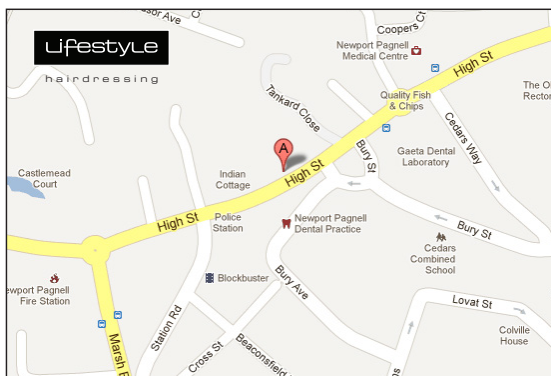 sor Ave
Coopers Ct
Lifestyle
hairdressing
Newport Pagnell
Medical Centre
High St
Tankard Close
Quality Fish
& Chips
The Ol
Rector
Cedars Way
A
Bury St
Gaeta Dental
Laboratory
Castlemead
Court
Indian
Cottage
High St
High St
Police
Station
Newport Pagnell
Dental Practice
Bury St
Cedars
Combined
School
Blockbuster
Bury Ave
ewport Pagnell
Fire Station
Station Rd
Lovat St
Colville
House
Marsh
Cross St
Beaconsfield